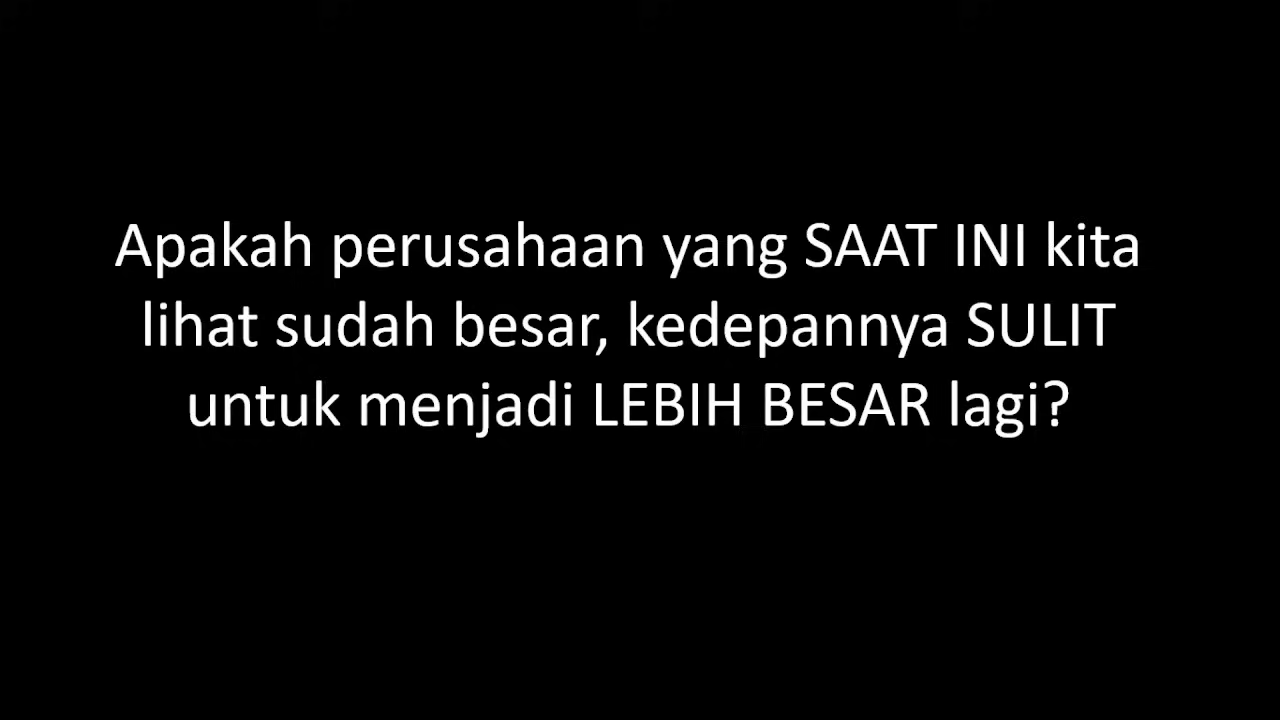 Apakah perusahaan yang SAAT INI kita
lihat sudah besar, kedepannya SULIT
untuk menjadi LEBIH BESAR lagi?